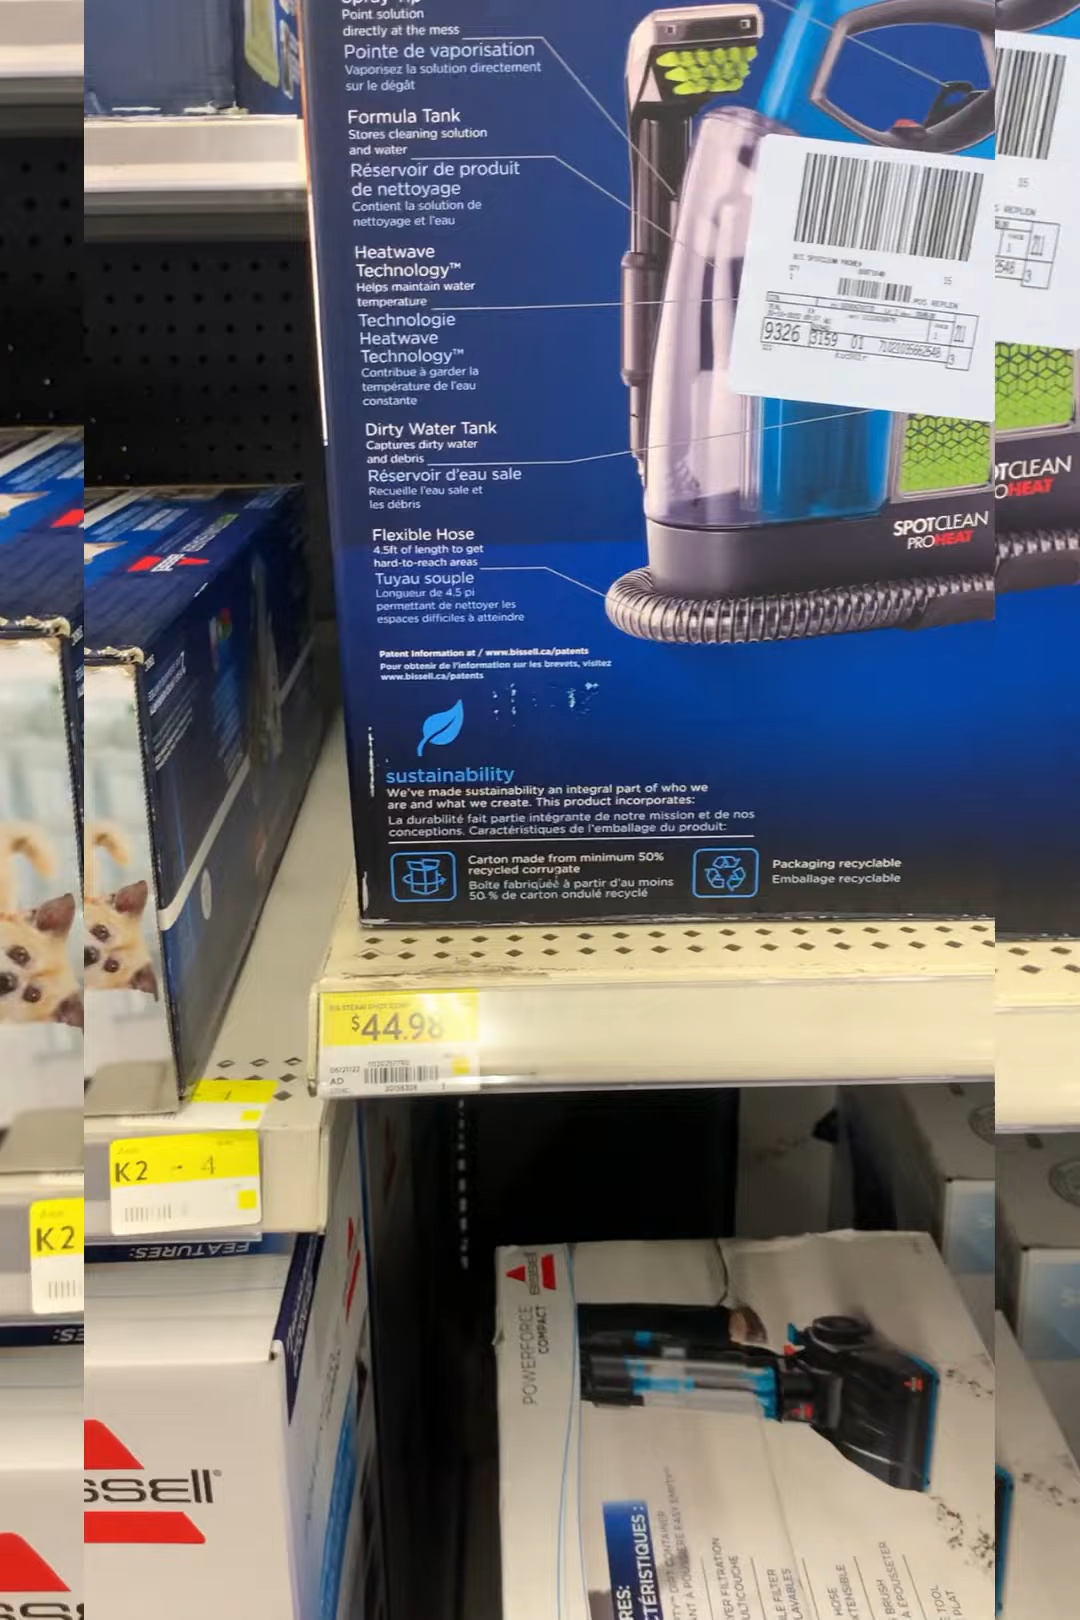 Point solution
directly at the mess
Pointe de vaporisation
Vaporisez la solution directement
sur le dégât
Formula Tank
Stores cleaning solution
and water
Réservoir de produit
de nettoyage
Contient la solution de
nettoyage et l'eau
Heatwave
Technology™
Helps maintain water
temperature
Technologie
Heatwave
Technology™
Contribue à garder la
température de l'eau
constante
Dirty Water Tank
Captures dirty water
and debris
Réservoir d'eau sale
Recueille l'eau sale et
les débris
Flexible Hose
4.5ft of length to get
hard-to-reach areas
Tuyau souple
Longueur de 4.5 pi
permettant de nettoyer les
espaces difficiles à atteindre
Patent Information at / www.bissell.ca/patents
Pour obtenir de l'information sur les brevets, visitez
www.bissell.ca/patents
15
9326 3159 01
SPOTCLEAN
PROHEAT
TCLEAN
OHEAT
sustainability
We've made sustainability an integral part of who we
are and what we create. This product incorporates:
La durabilité fait partie intégrante de notre mission et de nos
conceptions. Caractéristiques de l'emballage du produit:
Carton made from minimum 50%
recycled corrugate
Boîte fabriquée à partir d'au moins
50 % de carton ondulé recyclé
Packaging recyclable
Emballage recyclable
$44.98
AD
K2 - 4
K2
FEATURES:
ES:
BISSELL
POWERFORCE
COMPACT
SSELL
RES:
CTÉRISTIQUES :